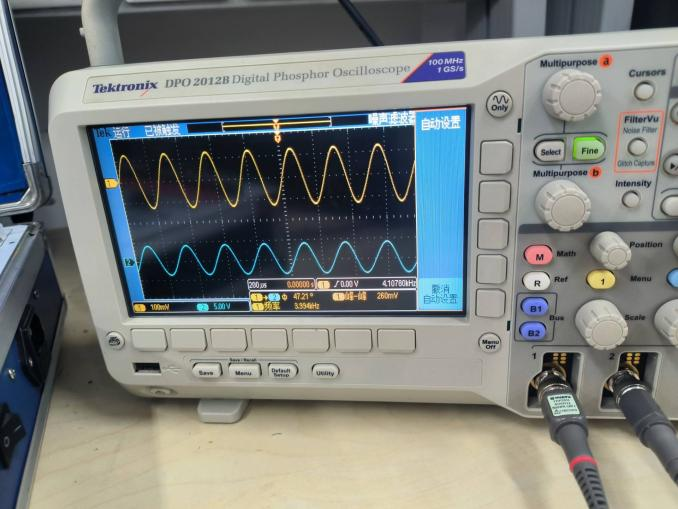 Tektronix DPO 2012B Digital Phosphor Oscilloscope
100 MHz
1 GS/s
Tek 运行 已被触发 噪声滤波器
自动设置
1
2
200µs 0.00000 s 1 / 0.00 V 4.10780kHz
1 100mV 2 5.00 V
1→2 Φ 47.21° 1 峰-峰 260mV
1 频率 3.994kHz
取消
自动设置
Only
Multipurpose a
Cursors
FilterVu
Noise Filter
Glitch Capture
Select Fine
Multipurpose b
Intensity
M Math
R Ref
Position
1 Menu
B1
Bus
B2
Scale
Menu
Off
Save / Recall
Save Menu Default
Setup Utility
1 2